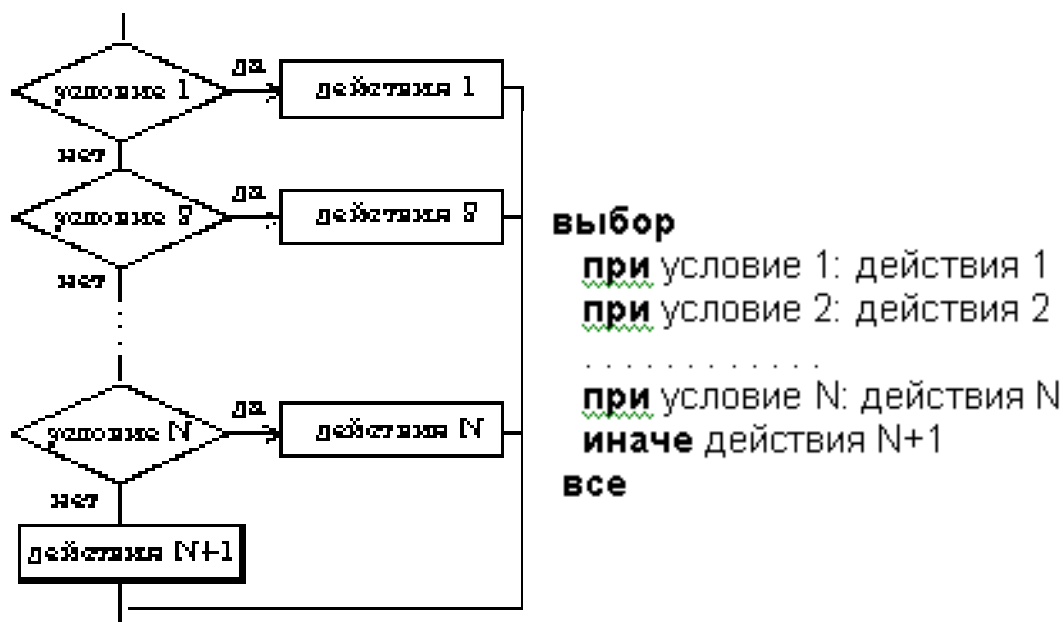 да
условие 1
действия 1
нет
да
условие 2
действия 2
нет
да
условие N
действия N
нет
действия N+1
выбор
при условие 1: действия 1
при условие 2: действия 2
. . . . . . . . . . . .
при условие N: действия N
иначе действия N+1
все